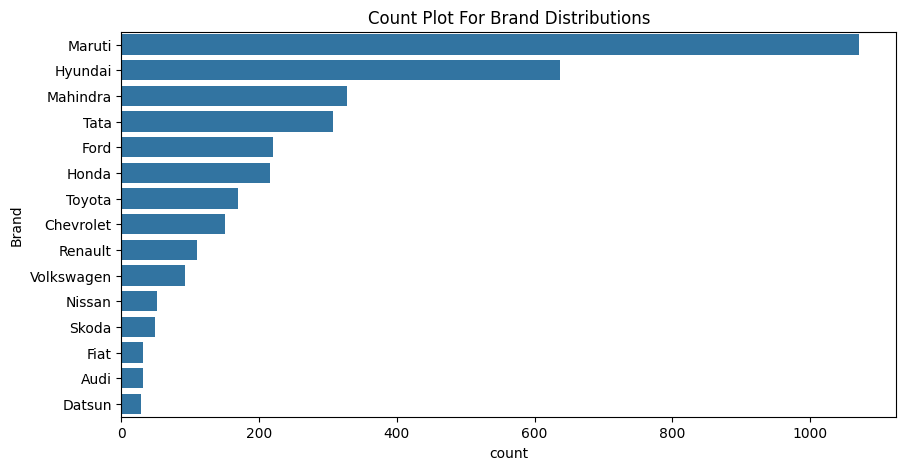 Count Plot For Brand Distributions
Brand
Maruti
Hyundai
Mahindra
Tata
Ford
Honda
Toyota
Chevrolet
Renault
Volkswagen
Nissan
Skoda
Fiat
Audi
Datsun
0 200 400 600 800 1000
count